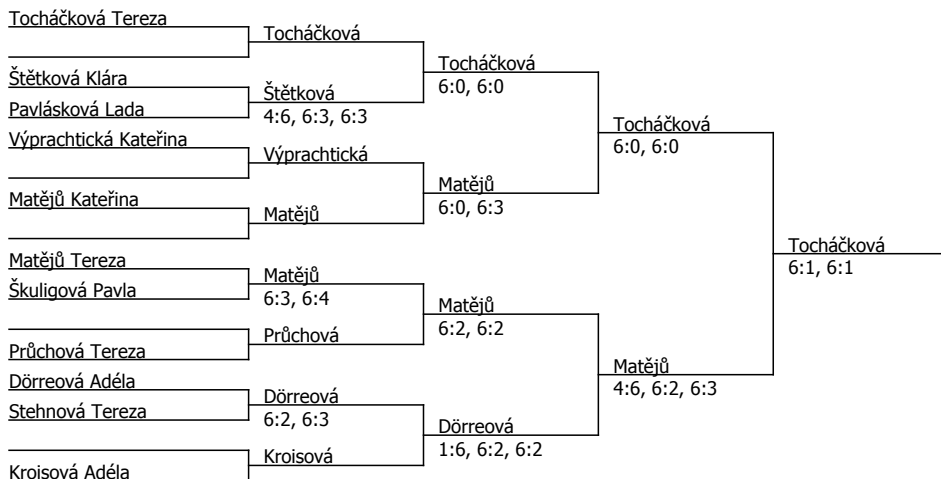 Tocháčková Tereza
Tocháčková
Tocháčková
6:0, 6:0
Štětková Klára
Štětková
4:6, 6:3, 6:3
Pavlásková Lada
Tocháčková
6:0, 6:0
Výprachtická Kateřina
Výprachtická
Matějů
6:0, 6:3
Matějů Kateřina
Matějů
Tocháčková
6:1, 6:1
Matějů Tereza
Matějů
6:3, 6:4
Škuligová Pavla
Matějů
6:2, 6:2
Průchová
Průchová Tereza
Matějů
4:6, 6:2, 6:3
Dörreová Adéla
Dörreová
6:2, 6:3
Stehnová Tereza
Dörreová
1:6, 6:2, 6:2
Kroisová
Kroisová Adéla